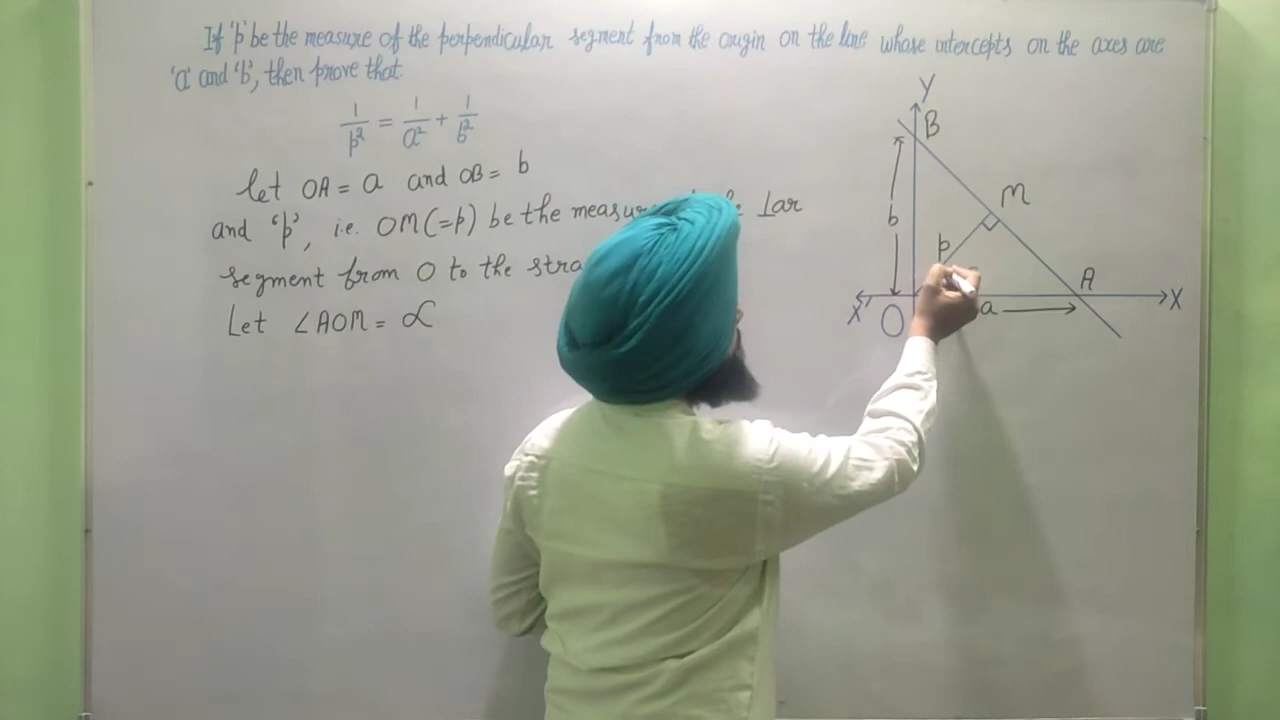 If 'p' be the measure of the perpendicular segment from the origin on the line whose intercepts on the axes are
'a' and 'b', then prove that.
1/p² = 1/a² + 1/b²
let OA = a and OB = b
and 'p', i.e. OM (=p) be the ⊥ar
segment from O to the
Let ∠AOM = α
Y
B
M
b
p
A
X' O a X